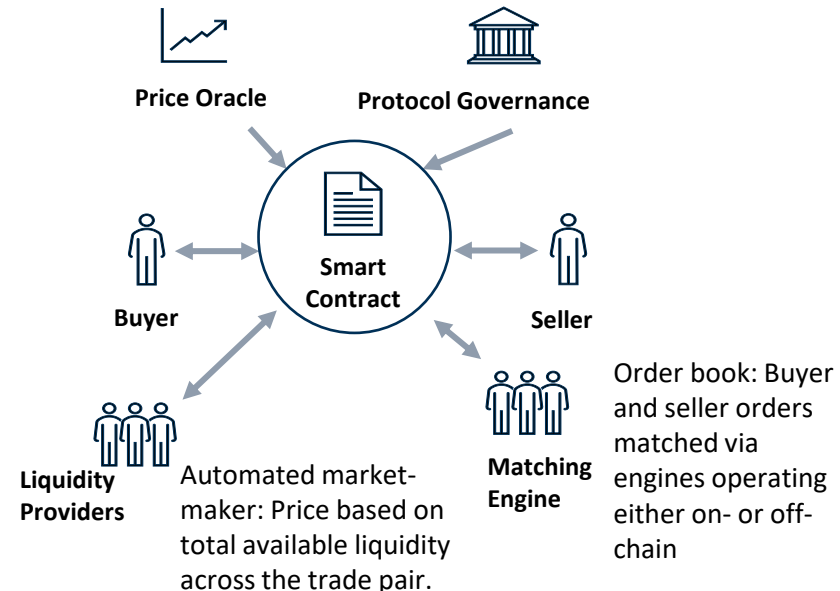 Price Oracle
Protocol Governance
Smart
Contract
Buyer
Seller
Liquidity
Providers
Automated market-
maker: Price based on
total available liquidity
across the trade pair.
Matching
Engine
Order book: Buyer
and seller orders
matched via
engines operating
either on- or off-
chain